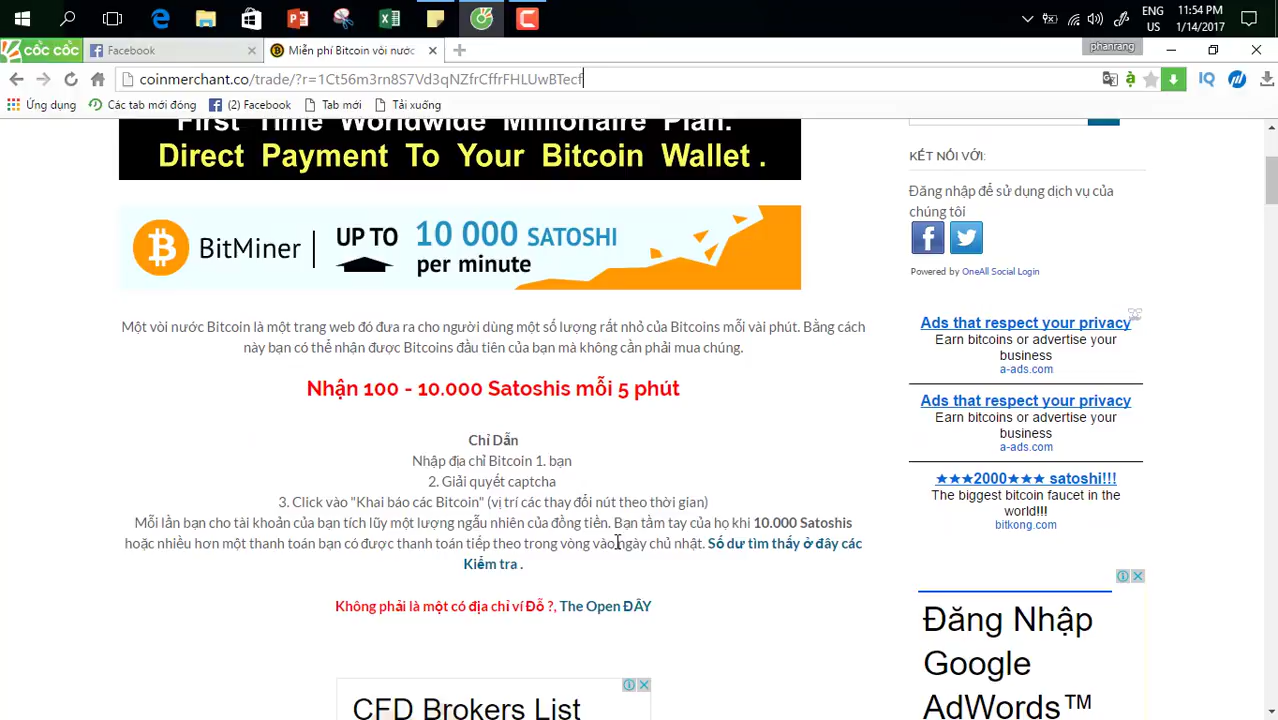 ENG
11:54 PM
US
1/14/2017
cốc cốc
Facebook
Miễn phí Bitcoin vòi nước
phanrang
coinmerchant.co/trade/?r=1Ct56m3rn8S7Vd3qNZfrCffrFHLUwBTecf
Ứng dụng
Các tab mới đóng
(2) Facebook
Tab mới
Tải xuống
First Time Worldwide Millionaire Plan.
Direct Payment To Your Bitcoin Wallet .
BitMiner
UP TO 10 000 SATOSHI
per minute
Một vòi nước Bitcoin là một trang web đó đưa ra cho người dùng một số lượng rất nhỏ của Bitcoins mỗi vài phút. Bằng cách
này bạn có thể nhận được Bitcoins đầu tiên của bạn mà không cần phải mua chúng.
Nhận 100 - 10.000 Satoshis mỗi 5 phút
Chỉ Dẫn
Nhập địa chỉ Bitcoin 1. bạn
2. Giải quyết captcha
3. Click vào "Khai báo các Bitcoin" (vị trí các thay đổi nút theo thời gian)
Mỗi lần bạn cho tài khoản của bạn tích lũy một lượng ngẫu nhiên của đồng tiền. Bạn tầm tay của họ khi 10.000 Satoshis
hoặc nhiều hơn một thanh toán bạn có được thanh toán tiếp theo trong vòng vào ngày chủ nhật. Số dư tìm thấy ở đây các
Kiểm tra .
Không phải là một có địa chỉ ví Đỗ ?, The Open ĐÂY
CFD Brokers List
KẾT NỐI VỚI:
Đăng nhập để sử dụng dịch vụ của
chúng tôi
Powered by OneAll Social Login
Ads that respect your privacy
Earn bitcoins or advertise your
business
a-ads.com
Ads that respect your privacy
Earn bitcoins or advertise your
business
a-ads.com
★★★2000★★★ satoshi!!!
The biggest bitcoin faucet in the
world!!!
bitkong.com
Đăng Nhập
Google
AdWords™